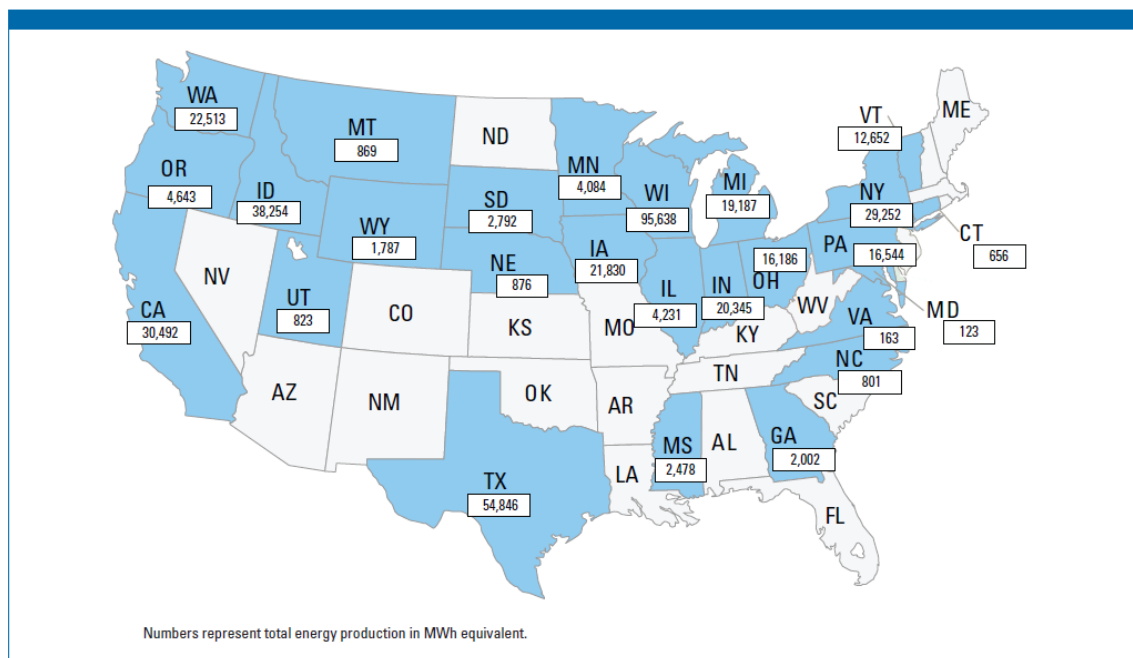 WA
22,513
MT
869
ND
VT
12,652
ME
OR
4,643
ID
38,254
MN
4,084
SD
2,792
WI
95,638
MI
19,187
NY
29,252
WY
1,787
CT
656
PA
16,544
IA
21,830
NE
876
OH
16,186
NV
UT
823
CO
IL
4,231
IN
20,345
WV
CA
30,492
KS
MO
KY
VA
163
MD
123
NC
801
TN
AZ
NM
OK
AR
SC
MS
2,478
AL
GA
2,002
LA
TX
54,846
FL
Numbers represent total energy production in MWh equivalent.